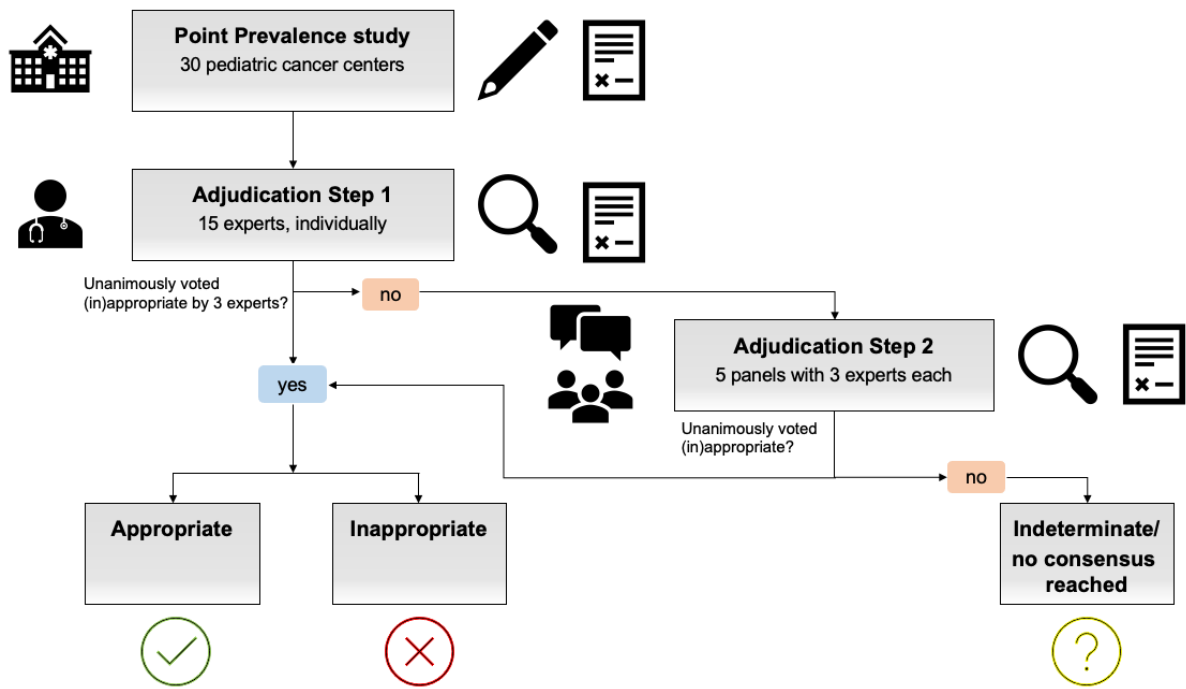 Point Prevalence study
30 pediatric cancer centers
Adjudication Step 1
15 experts, individually
Unanimously voted
(in)appropriate by 3 experts?
no
Adjudication Step 2
5 panels with 3 experts each
yes
Unanimously voted
(in)appropriate?
no
Appropriate
Inappropriate
Indeterminate/
no consensus
reached